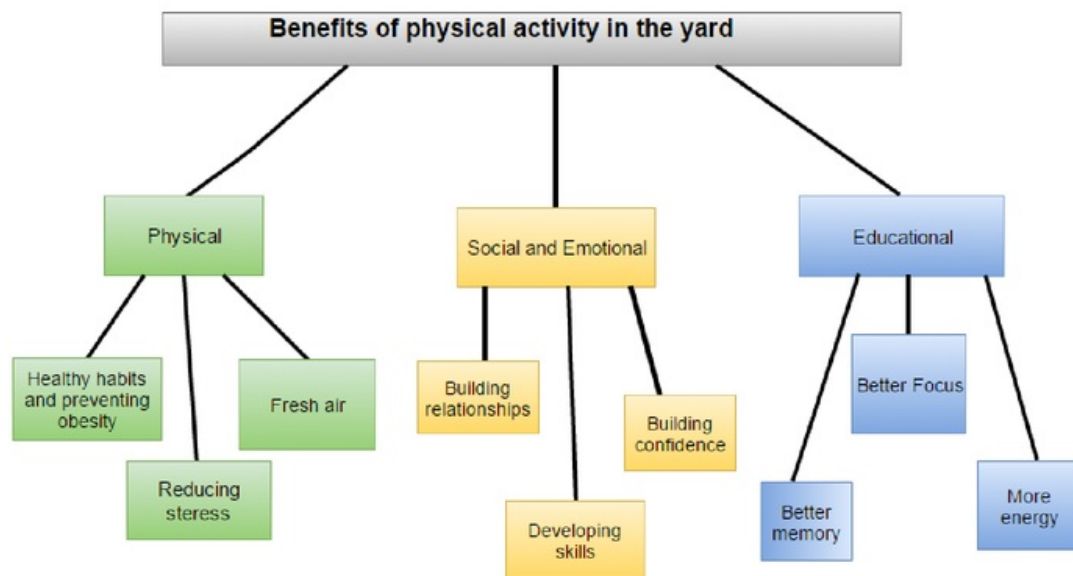 Benefits of physical activity in the yard
Physical
Social and Emotional
Educational
Healthy habits
and preventing
obesity
Fresh air
Reducing
steress
Building
relationships
Building
confidence
Developing
skills
Better Focus
Better
memory
More
energy